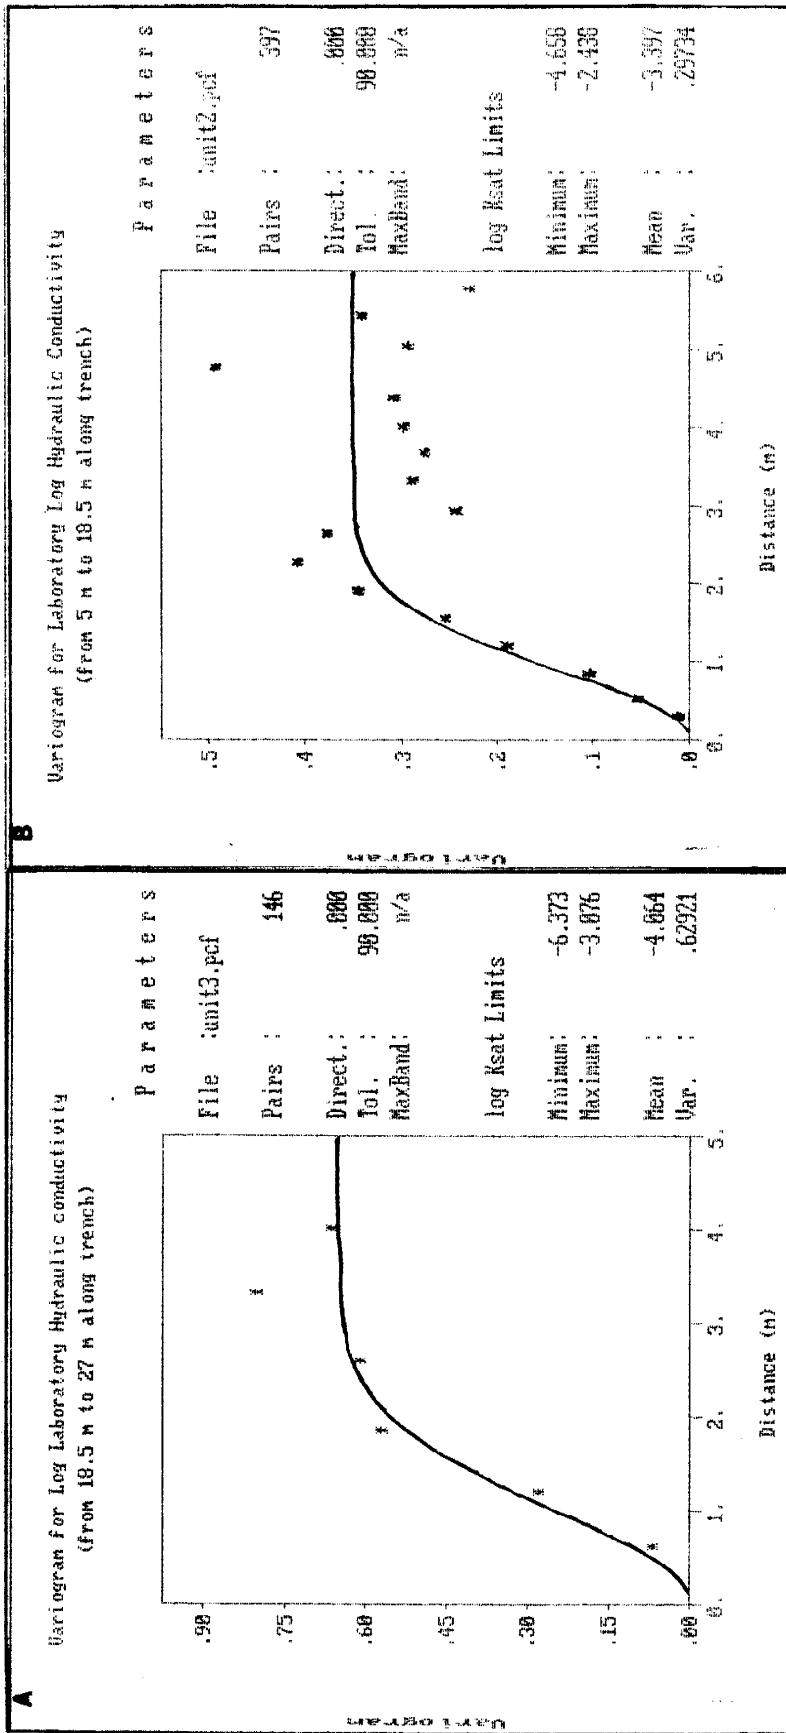 A
Variogram for Log Laboratory Hydraulic conductivity
(from 18.5 m to 27 m along trench)
Variogram
.90
.75
.60
.45
.30
.15
.00
0. 1. 2. 3. 4. 5.
Distance (m)
Parameters
File :unit3.pcf
Pairs : 146
Direct.: .000
Tol. : 90.000
MaxBand: n/a
log Ksat Limits
Minimum: -6.373
Maximum: -3.076
Mean : -4.064
Var. : .62921
B
Variogram for Laboratory Log Hydraulic Conductivity
(from 5 m to 18.5 m along trench)
Variogram
.5
.4
.3
.2
.1
.0
0. 1. 2. 3. 4. 5. 6.
Distance (m)
Parameters
File :unit2.pcf
Pairs : 397
Direct.: .000
Tol. : 90.000
MaxBand: n/a
log Ksat Limits
Minimum: -4.658
Maximum: -2.430
Mean : -3.397
Var. : .29734